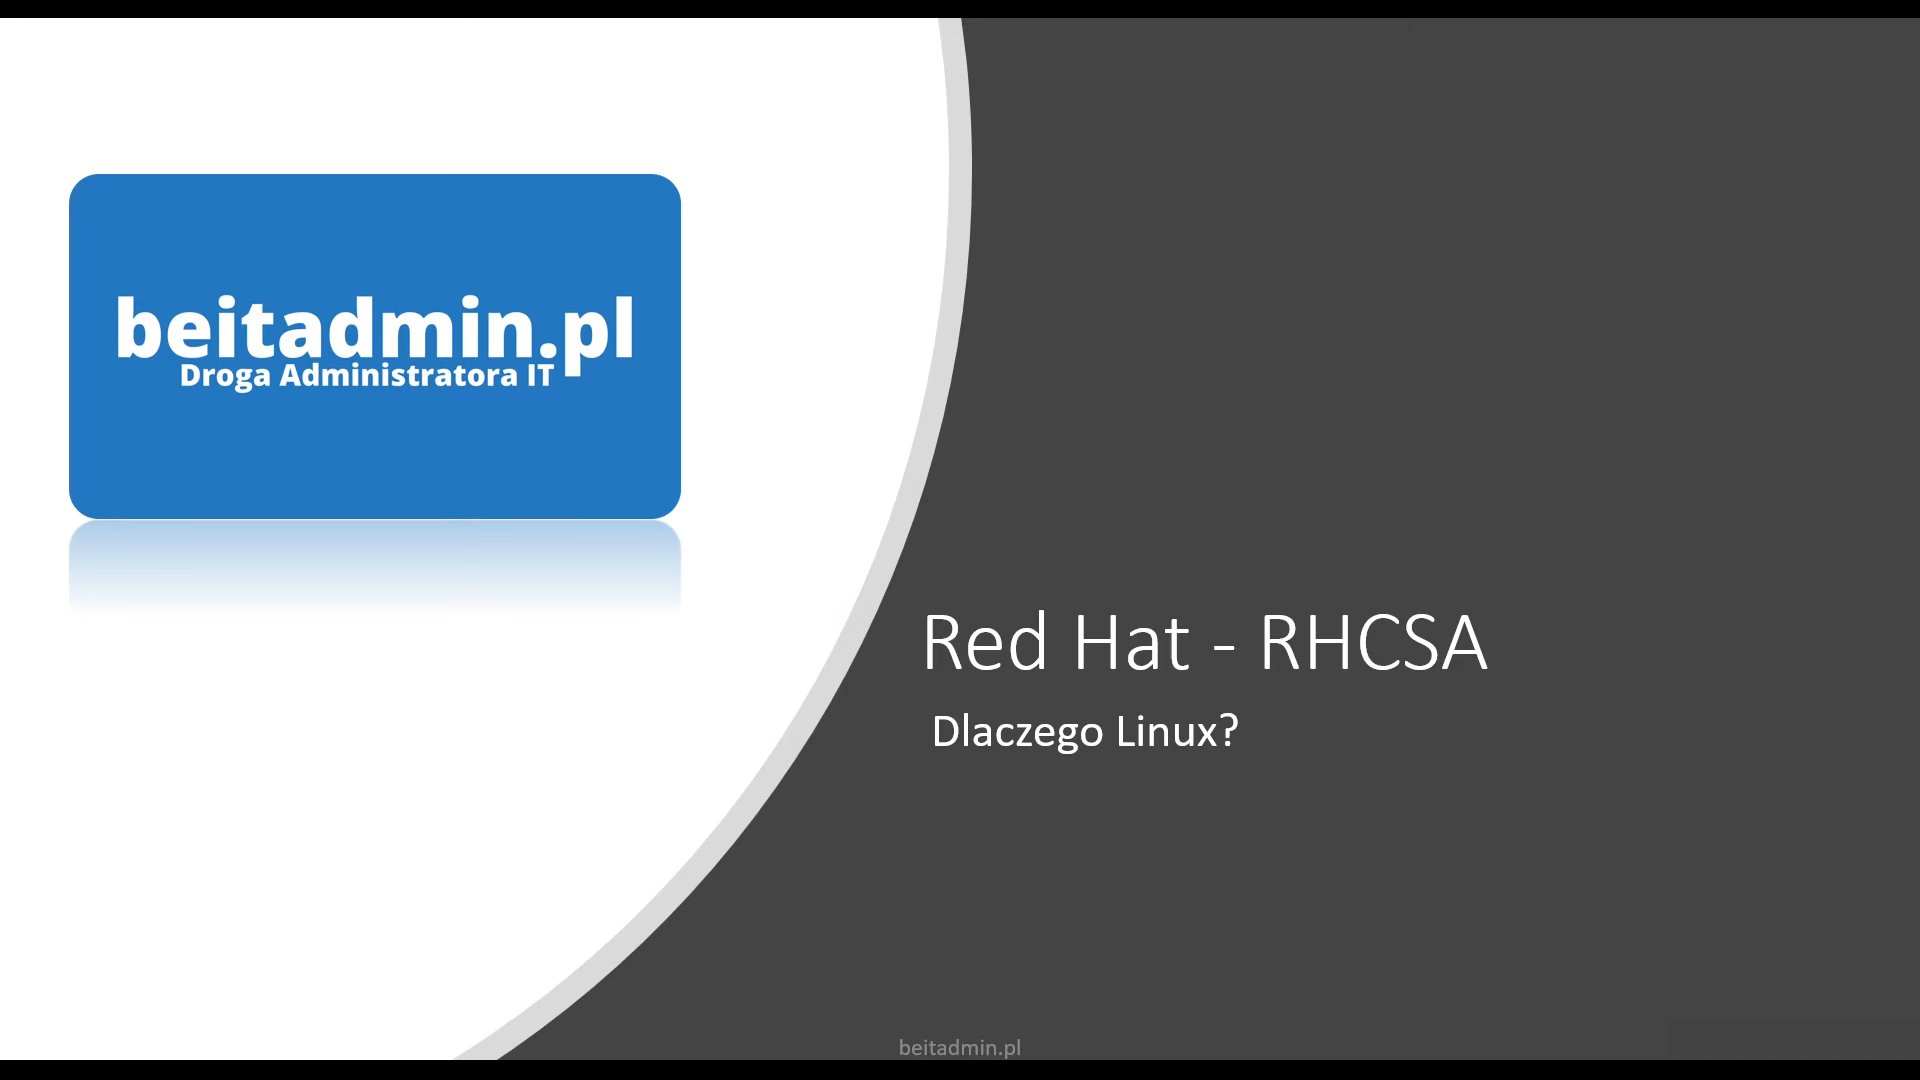 beitadmin.pl
Droga Administratora IT
Red Hat - RHCSA
Dlaczego Linux?
beitadmin.pl